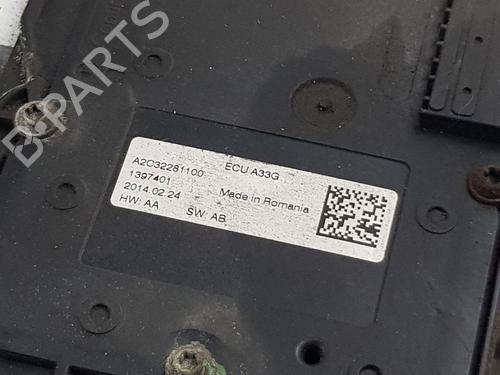 B-PARTS
A2C32281100 ECU A33G
1397401
2014.02.24 Made in Romania
HW: AA SW: AB